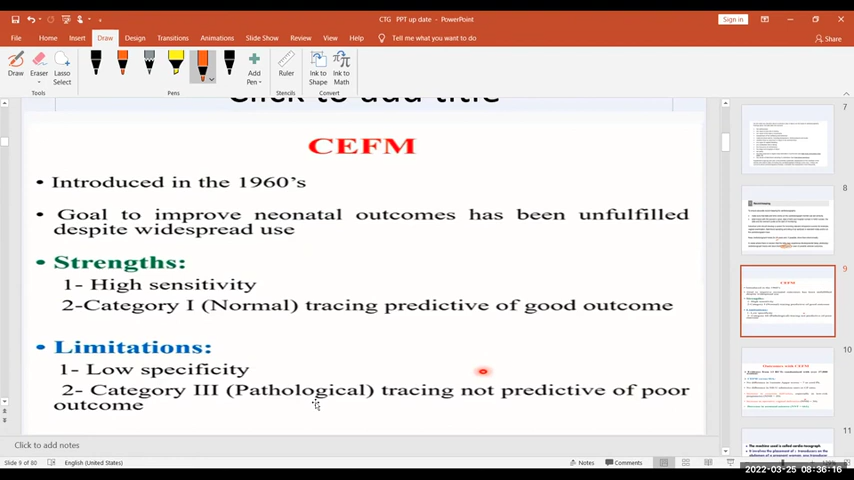 CTG PPT up date - PowerPoint
Sign in
File Home Insert Draw Design Transitions Animations Slide Show Review View Help Tell me what you want to do
Share
Draw Eraser Lasso Select Add Pen Ruler Ink to Shape Ink to Math
Tools Pens Stencils Convert
Click to add title
CEFM
• Introduced in the 1960's
• Goal to improve neonatal outcomes has been unfulfilled
despite widespread use
• Strengths:
1- High sensitivity
2-Category I (Normal) tracing predictive of good outcome
• Limitations:
1- Low specificity
2- Category III (Pathological) tracing not predictive of poor
outcome
7
8
9
10
11
Click to add notes
Slide 9 of 80 English (United States) Notes Comments
2022-03-25 08:36:16